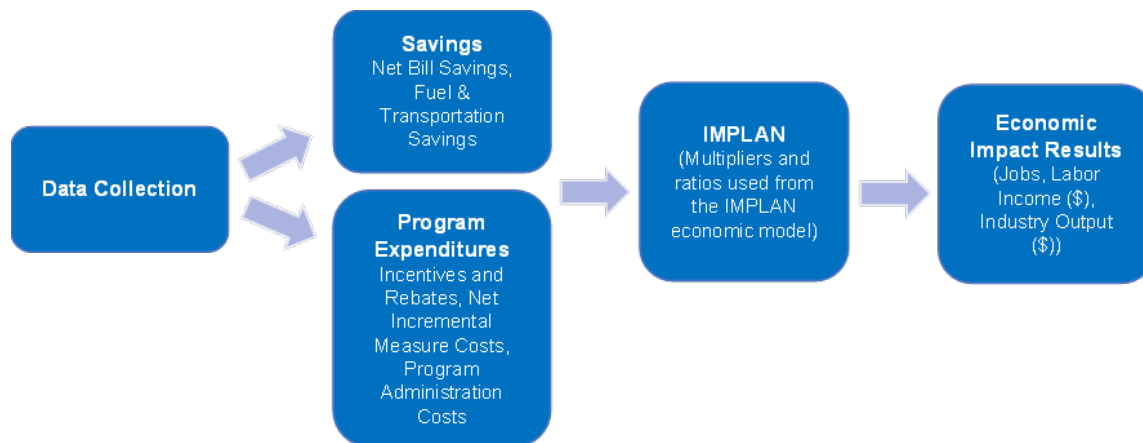 Data Collection
Savings
Net Bill Savings,
Fuel &
Transportation
Savings
Program
Expenditures
Incentives and
Rebates, Net
Incremental
Measure Costs,
Program
Administration
Costs
IMPLAN
(Multipliers and
ratios used from
the IMPLAN
economic model)
Economic
Impact Results
(Jobs, Labor
Income ($),
Industry Output
($))